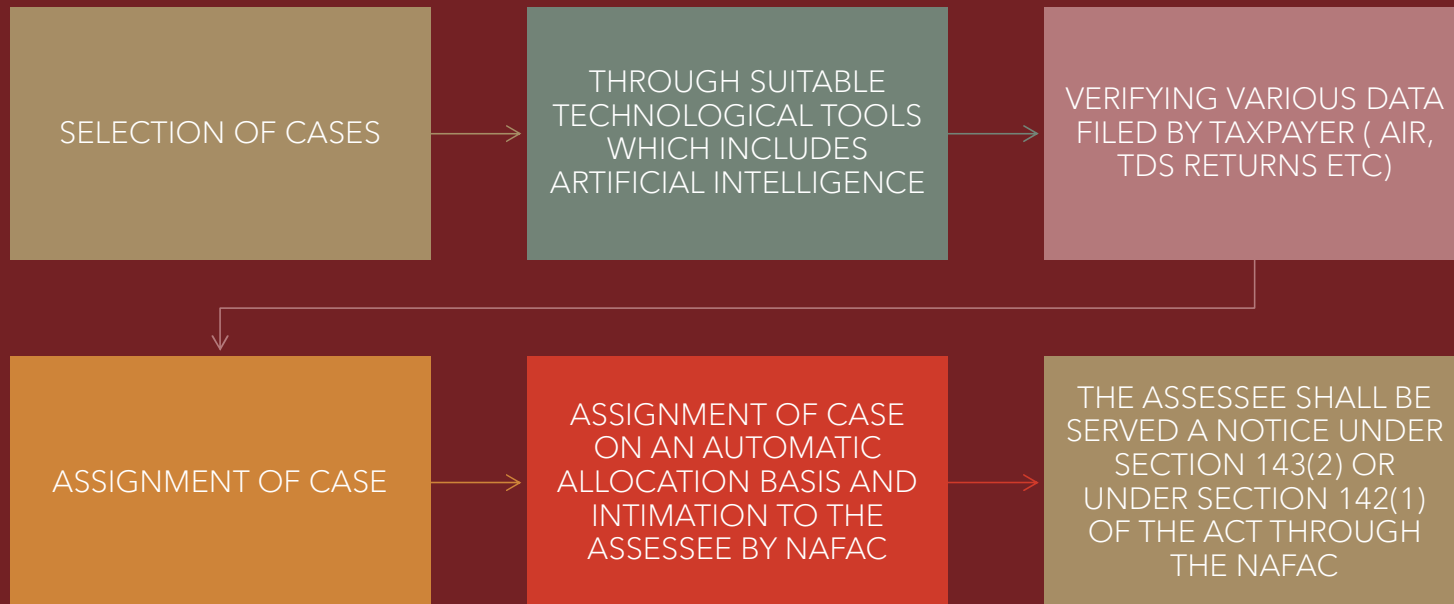 SELECTION OF CASES
THROUGH SUITABLE
TECHNOLOGICAL TOOLS
WHICH INCLUDES
ARTIFICIAL INTELLIGENCE
VERIFYING VARIOUS DATA
FILED BY TAXPAYER ( AIR,
TDS RETURNS ETC)
ASSIGNMENT OF CASE
ASSIGNMENT OF CASE
ON AN AUTOMATIC
ALLOCATION BASIS AND
INTIMATION TO THE
ASSESSEE BY NAFAC
THE ASSESSEE SHALL BE
SERVED A NOTICE UNDER
SECTION 143(2) OR
UNDER SECTION 142(1)
OF THE ACT THROUGH
THE NAFAC